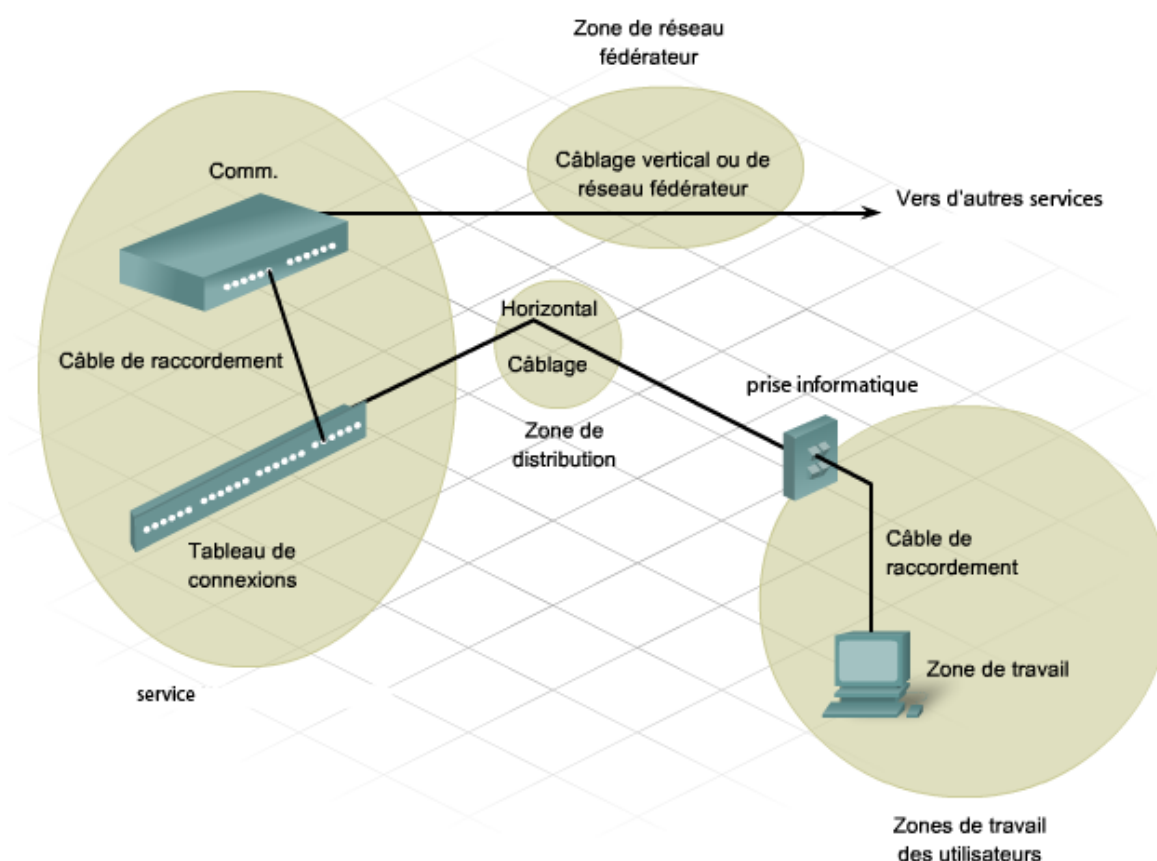 Zone de réseau
fédérateur
Câblage vertical ou de
réseau fédérateur
Comm.
Vers d'autres services
Horizontal
Câble de raccordement
Câblage
prise informatique
Zone de
distribution
Câble de
raccordement
Tableau de
connexions
Zone de travail
service
Zones de travail
des utilisateurs